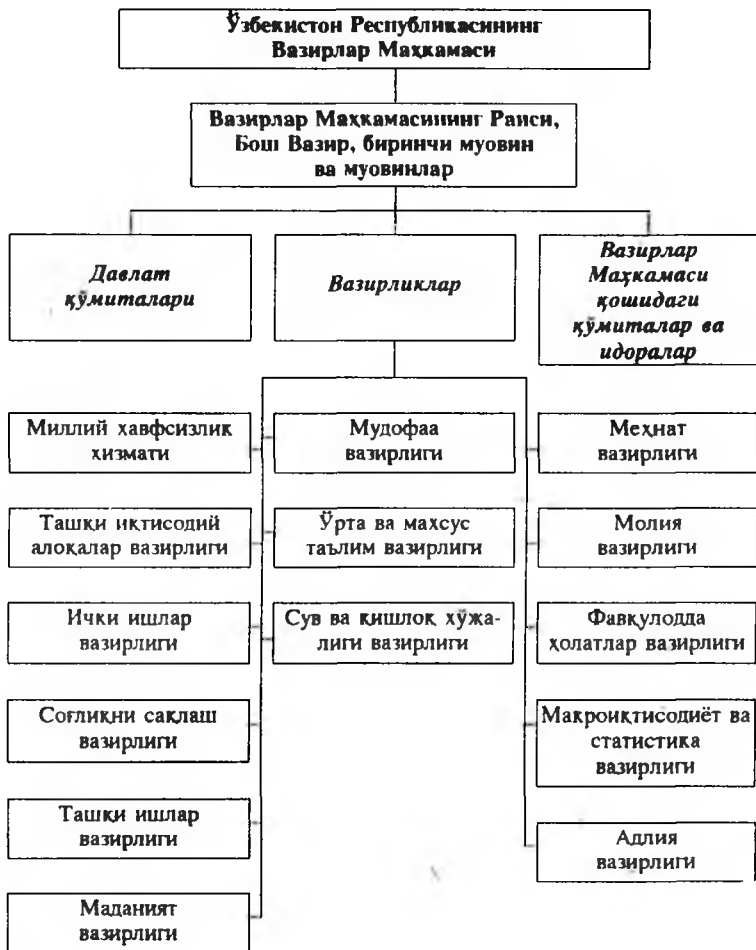 Ўзбекистон Республикасининг
Вазирлар Маҳкамаси
Вазирлар Маҳкамасининг Раиси,
Бош Вазир, биринчи муовин
ва муовинлар
Давлат
қўмиталари
Вазирликлар
Вазирлар
Маҳкамаси
қошидаги
қўмиталар ва
идоралар
Миллий хавфсизлик
хизмати
Мудофаа
вазирлиги
Меҳнат
вазирлиги
Ташқи иқтисодий
алоқалар вазирлиги
Ўрта ва махсус
таълим вазирлиги
Молия
вазирлиги
Ички ишлар
вазирлиги
Сув ва қишлоқ хўжа-
лиги вазирлиги
Фавқулодда
ҳолатлар вазирлиги
Соғлиқни сақлаш
вазирлиги
Макроиқтисодиёт ва
статистика
вазирлиги
Ташқи ишлар
вазирлиги
Адлия
вазирлиги
Маданият
вазирлиги